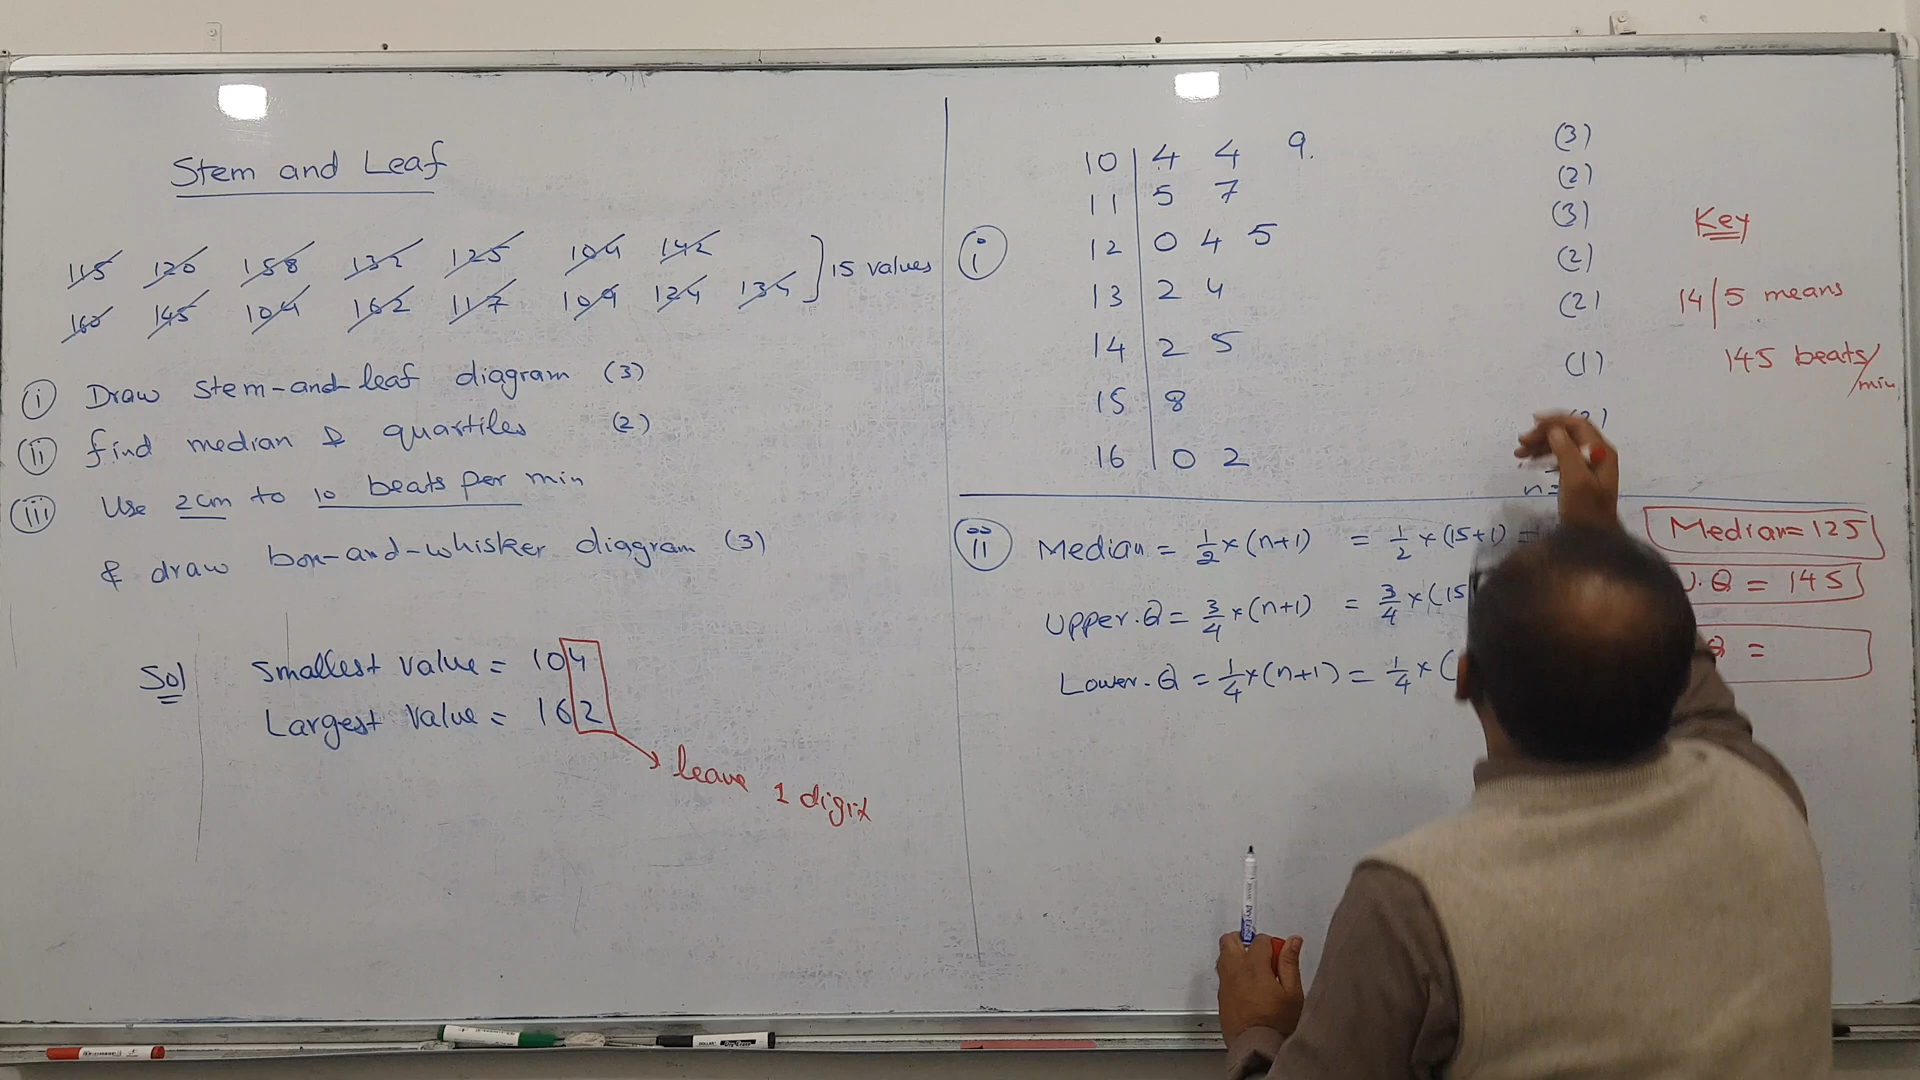 Stem and Leaf
115 120 158 132 125 104 142
160 145 104 162 117 109 124 134
15 values
i Draw stem-and-leaf diagram (3)
ii find median & quartiles (2)
iii Use 2cm to 10 beats per min
& draw box-and-whisker diagram (3)
Sol Smallest value = 104
Largest value = 162
leave 1 digit
i
10 | 4 4 9. (3)
11 | 5 7 (2)
12 | 0 4 5 (3)
13 | 2 4 (2)
14 | 2 5 (2)
15 | 8 (1)
16 | 0 2
n=
Key
14/5 means
145 beats/min
ii Median = 1/2 × (n+1) = 1/2 × (15+1) =
Upper.Q = 3/4 × (n+1) = 3/4 × (15
Lower.Q = 1/4 × (n+1) = 1/4 × (
Median = 125
.Q = 145
Q =